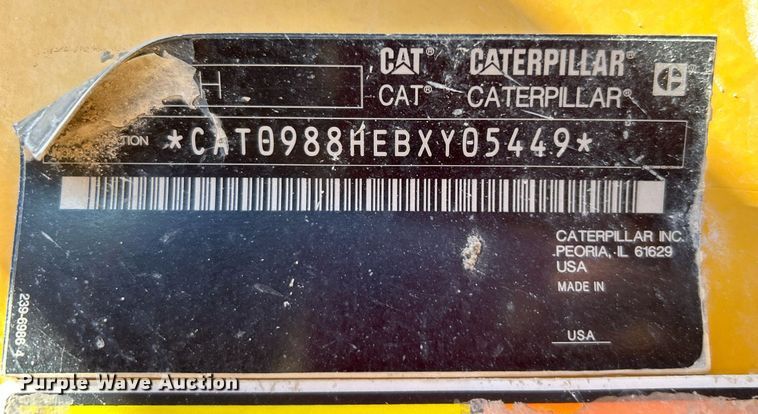 CAT® CATERPILLAR®
H CAT® CATERPILLAR®
*CAT0988HEBXY05449*
CATERPILLAR INC.
PEORIA, IL 61629
USA
MADE IN
USA
239-6986 4
Purple Wave Auction